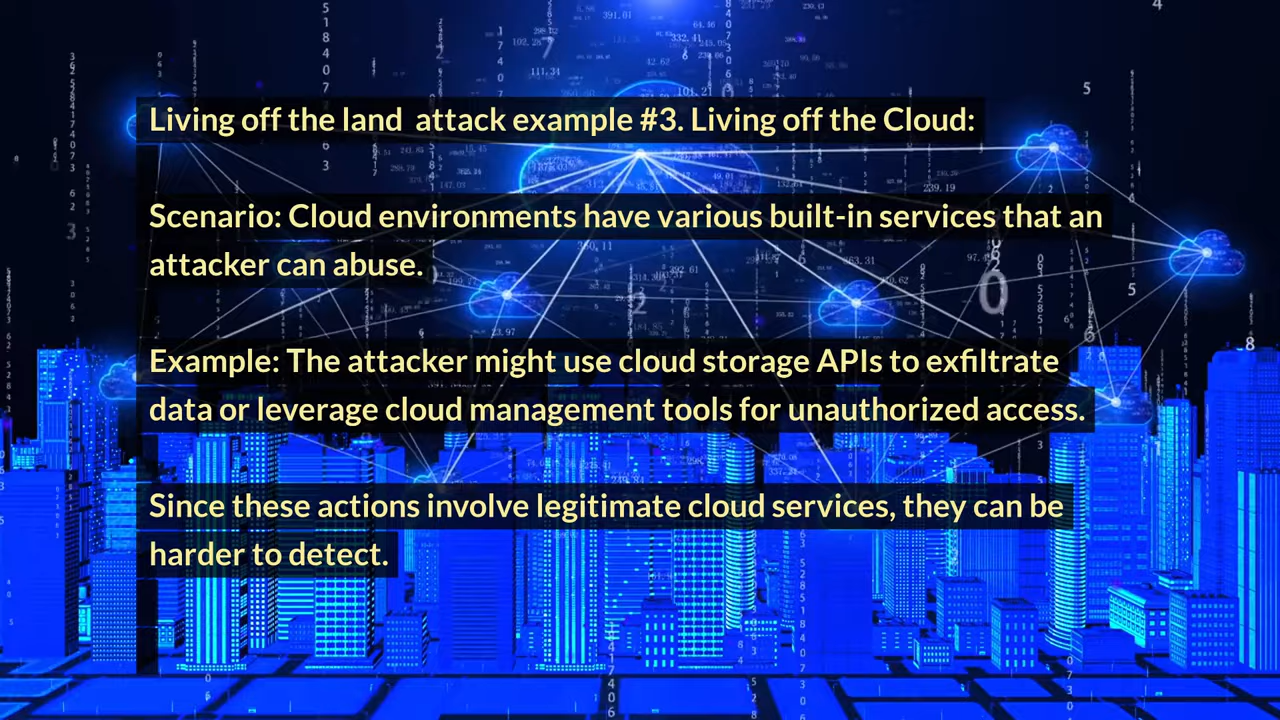 Living off the land  attack example #3. Living off the Cloud:
Scenario: Cloud environments have various built-in services that an
attacker can abuse.
Example: The attacker might use cloud storage APIs to exfiltrate
data or leverage cloud management tools for unauthorized access.
Since these actions involve legitimate cloud services, they can be
harder to detect.